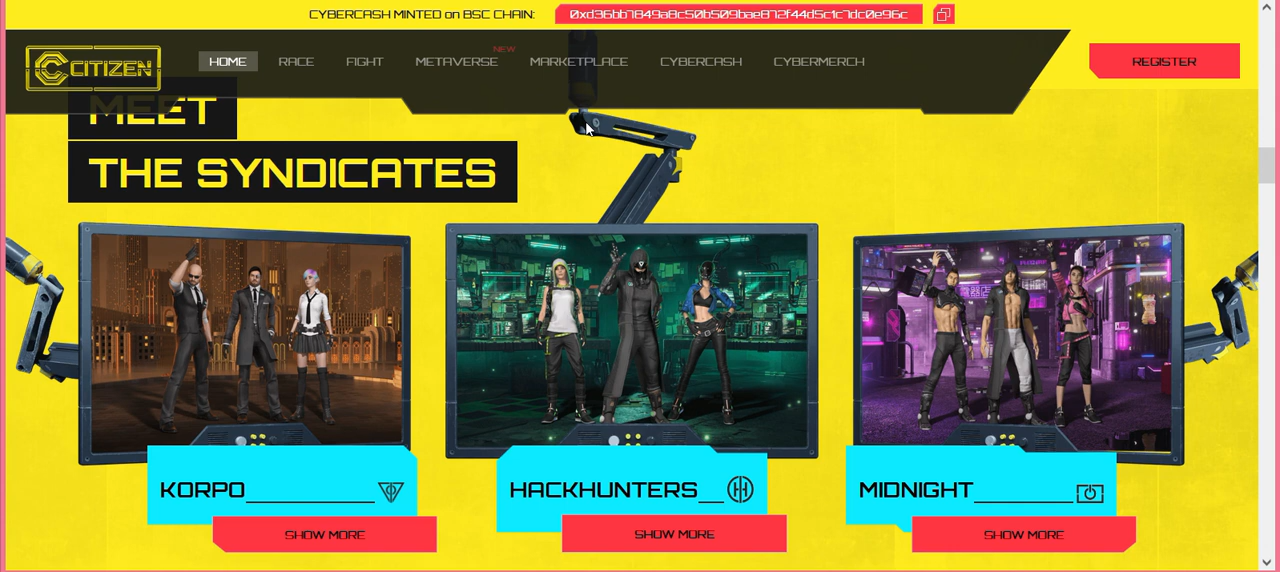 CYBERCASH MINTED on BSC CHAIN: 0xd36bb7849a8c50b509bae872f44d5c1c7dc0e96c
CITIZEN
HOME RACE FIGHT METAVERSE NEW MARKETPLACE CYBERCASH CYBERMERCH
REGISTER
MEET
THE SYNDICATES
KORPO
HACKHUNTERS
MIDNIGHT
SHOW MORE
SHOW MORE
SHOW MORE